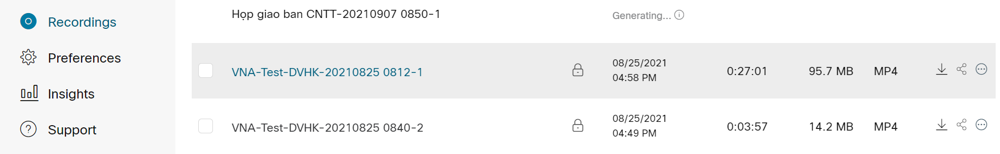 Recordings
Preferences
Insights
Support
Họp giao ban CNTT-20210907 0850-1
Generating...
VNA-Test-DVHK-20210825 0812-1
08/25/2021
04:58 PM
0:27:01
95.7 MB
MP4
VNA-Test-DVHK-20210825 0840-2
08/25/2021
04:49 PM
0:03:57
14.2 MB
MP4